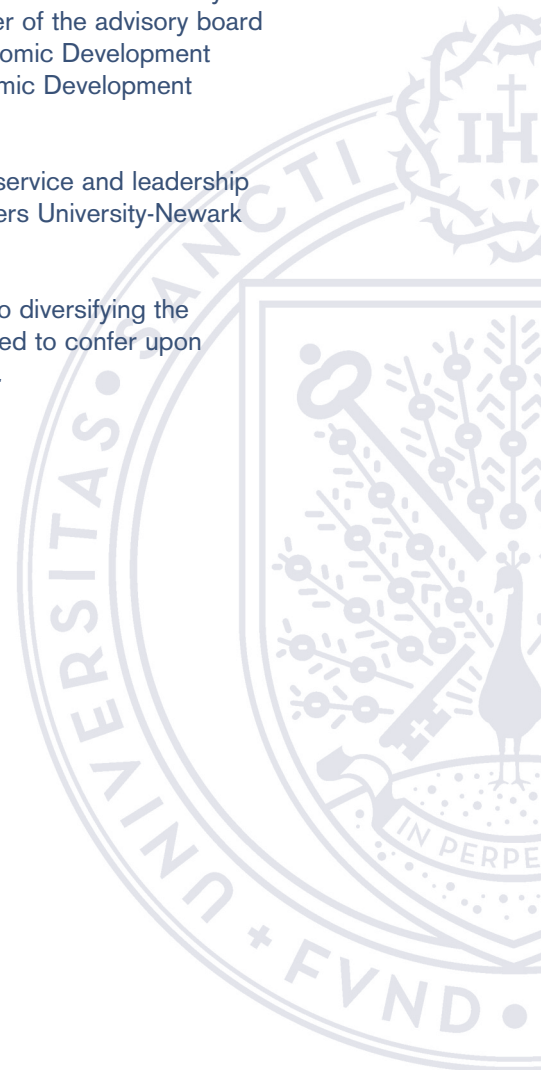 er of the advisory board
omic Development
mic Development
service and leadership
ers University-Newark
o diversifying the
ed to confer upon
IH
UNIVERSITAS • SANCTI
IN PERPE
FVND •